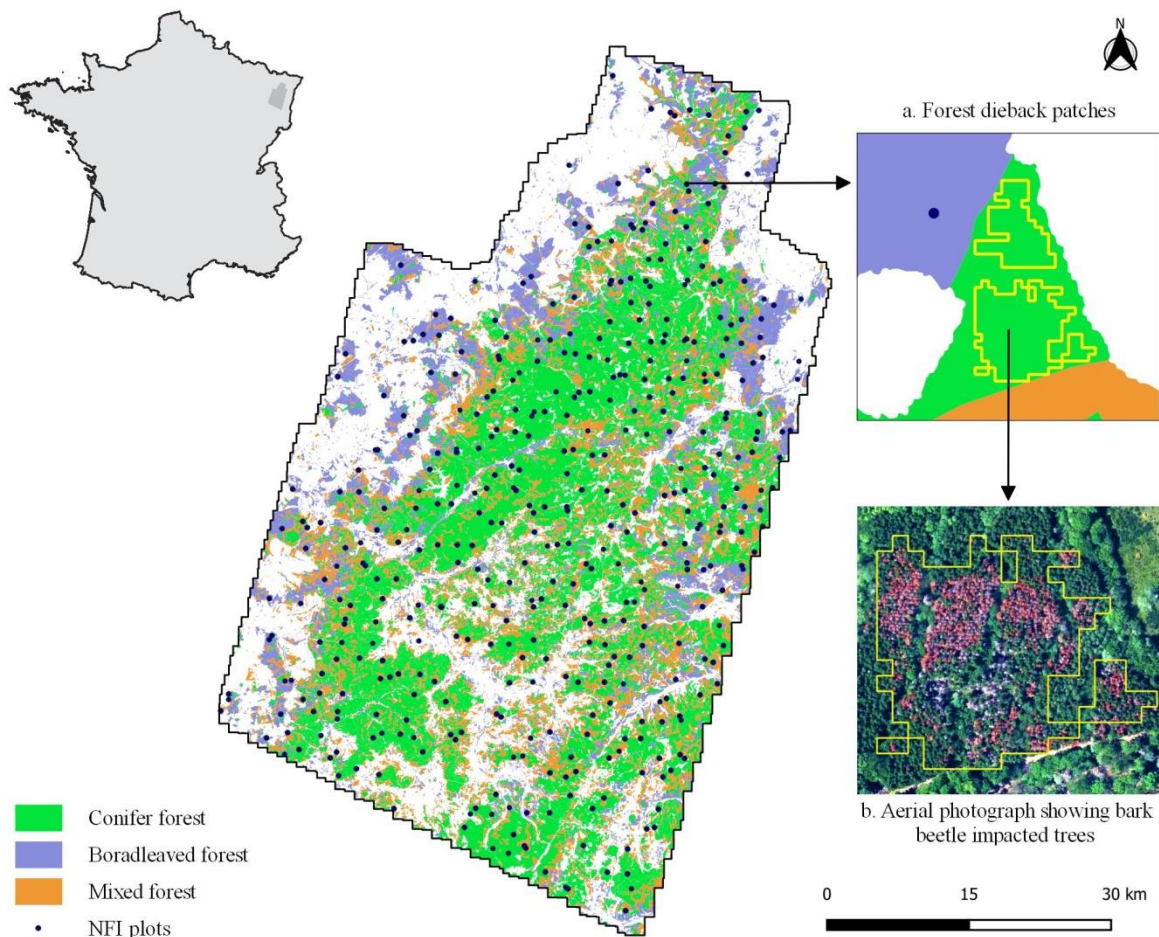 N
a. Forest dieback patches
b. Aerial photograph showing bark
beetle impacted trees
Conifer forest
Boradleaved forest
Mixed forest
NFI plots
0 15 30 km